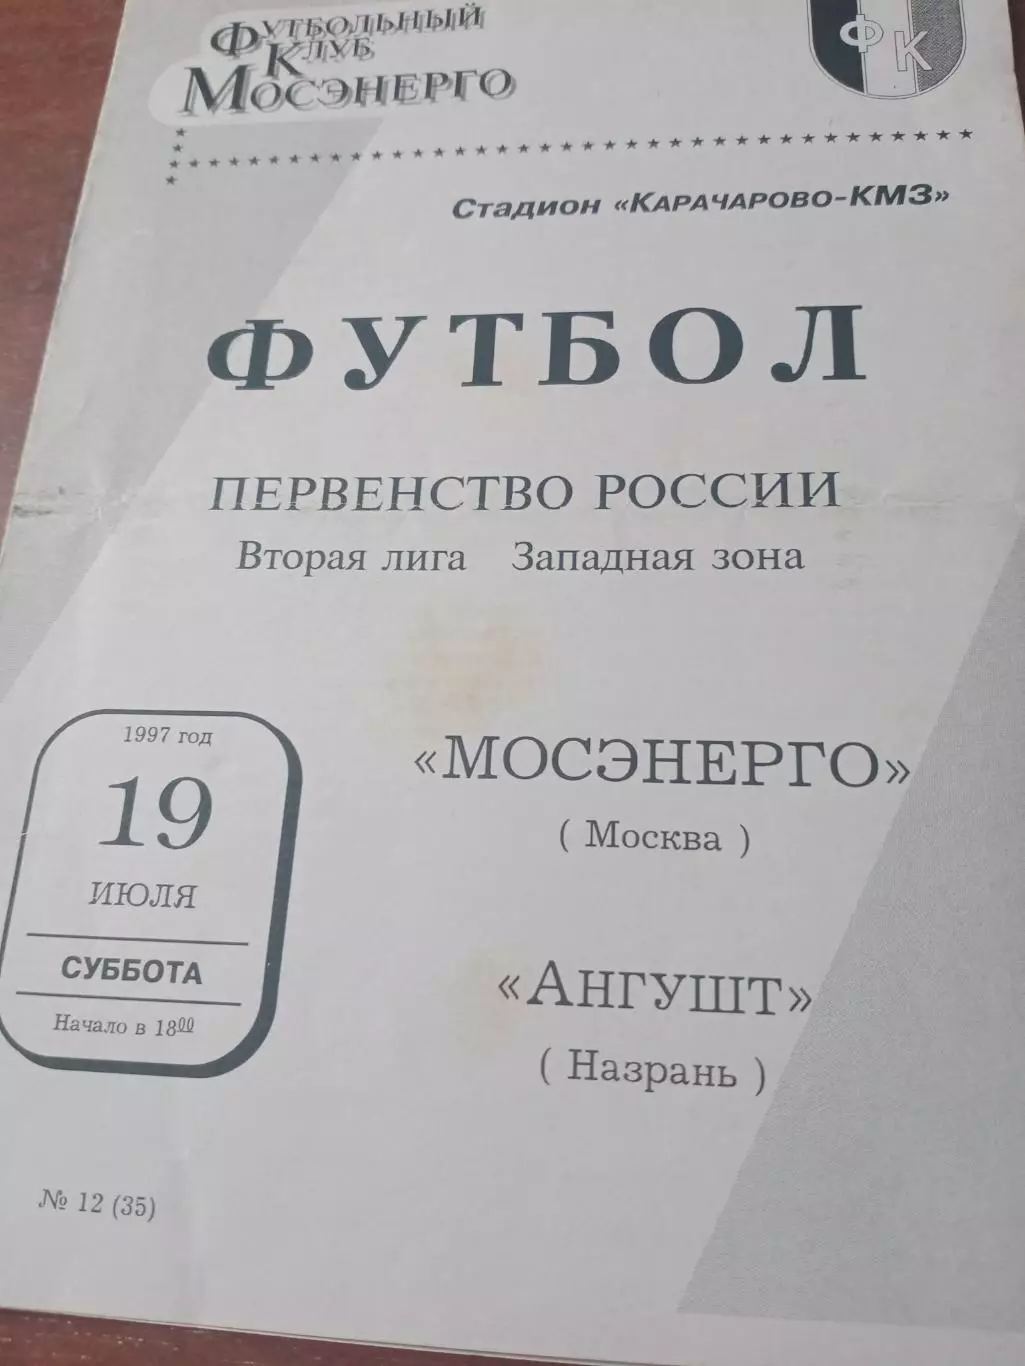 Футбольный
Клуб
Мосэнерго
ФК
Стадион «Карачарово-КМЗ»
ФУТБОЛ
ПЕРВЕНСТВО РОССИИ
Вторая лига Западная зона
1997 год
19
ИЮЛЯ
СУББОТА
Начало в 18⁰⁰
«МОСЭНЕРГО»
( Москва )
«АНГУШТ»
( Назрань )
№ 12 (35)